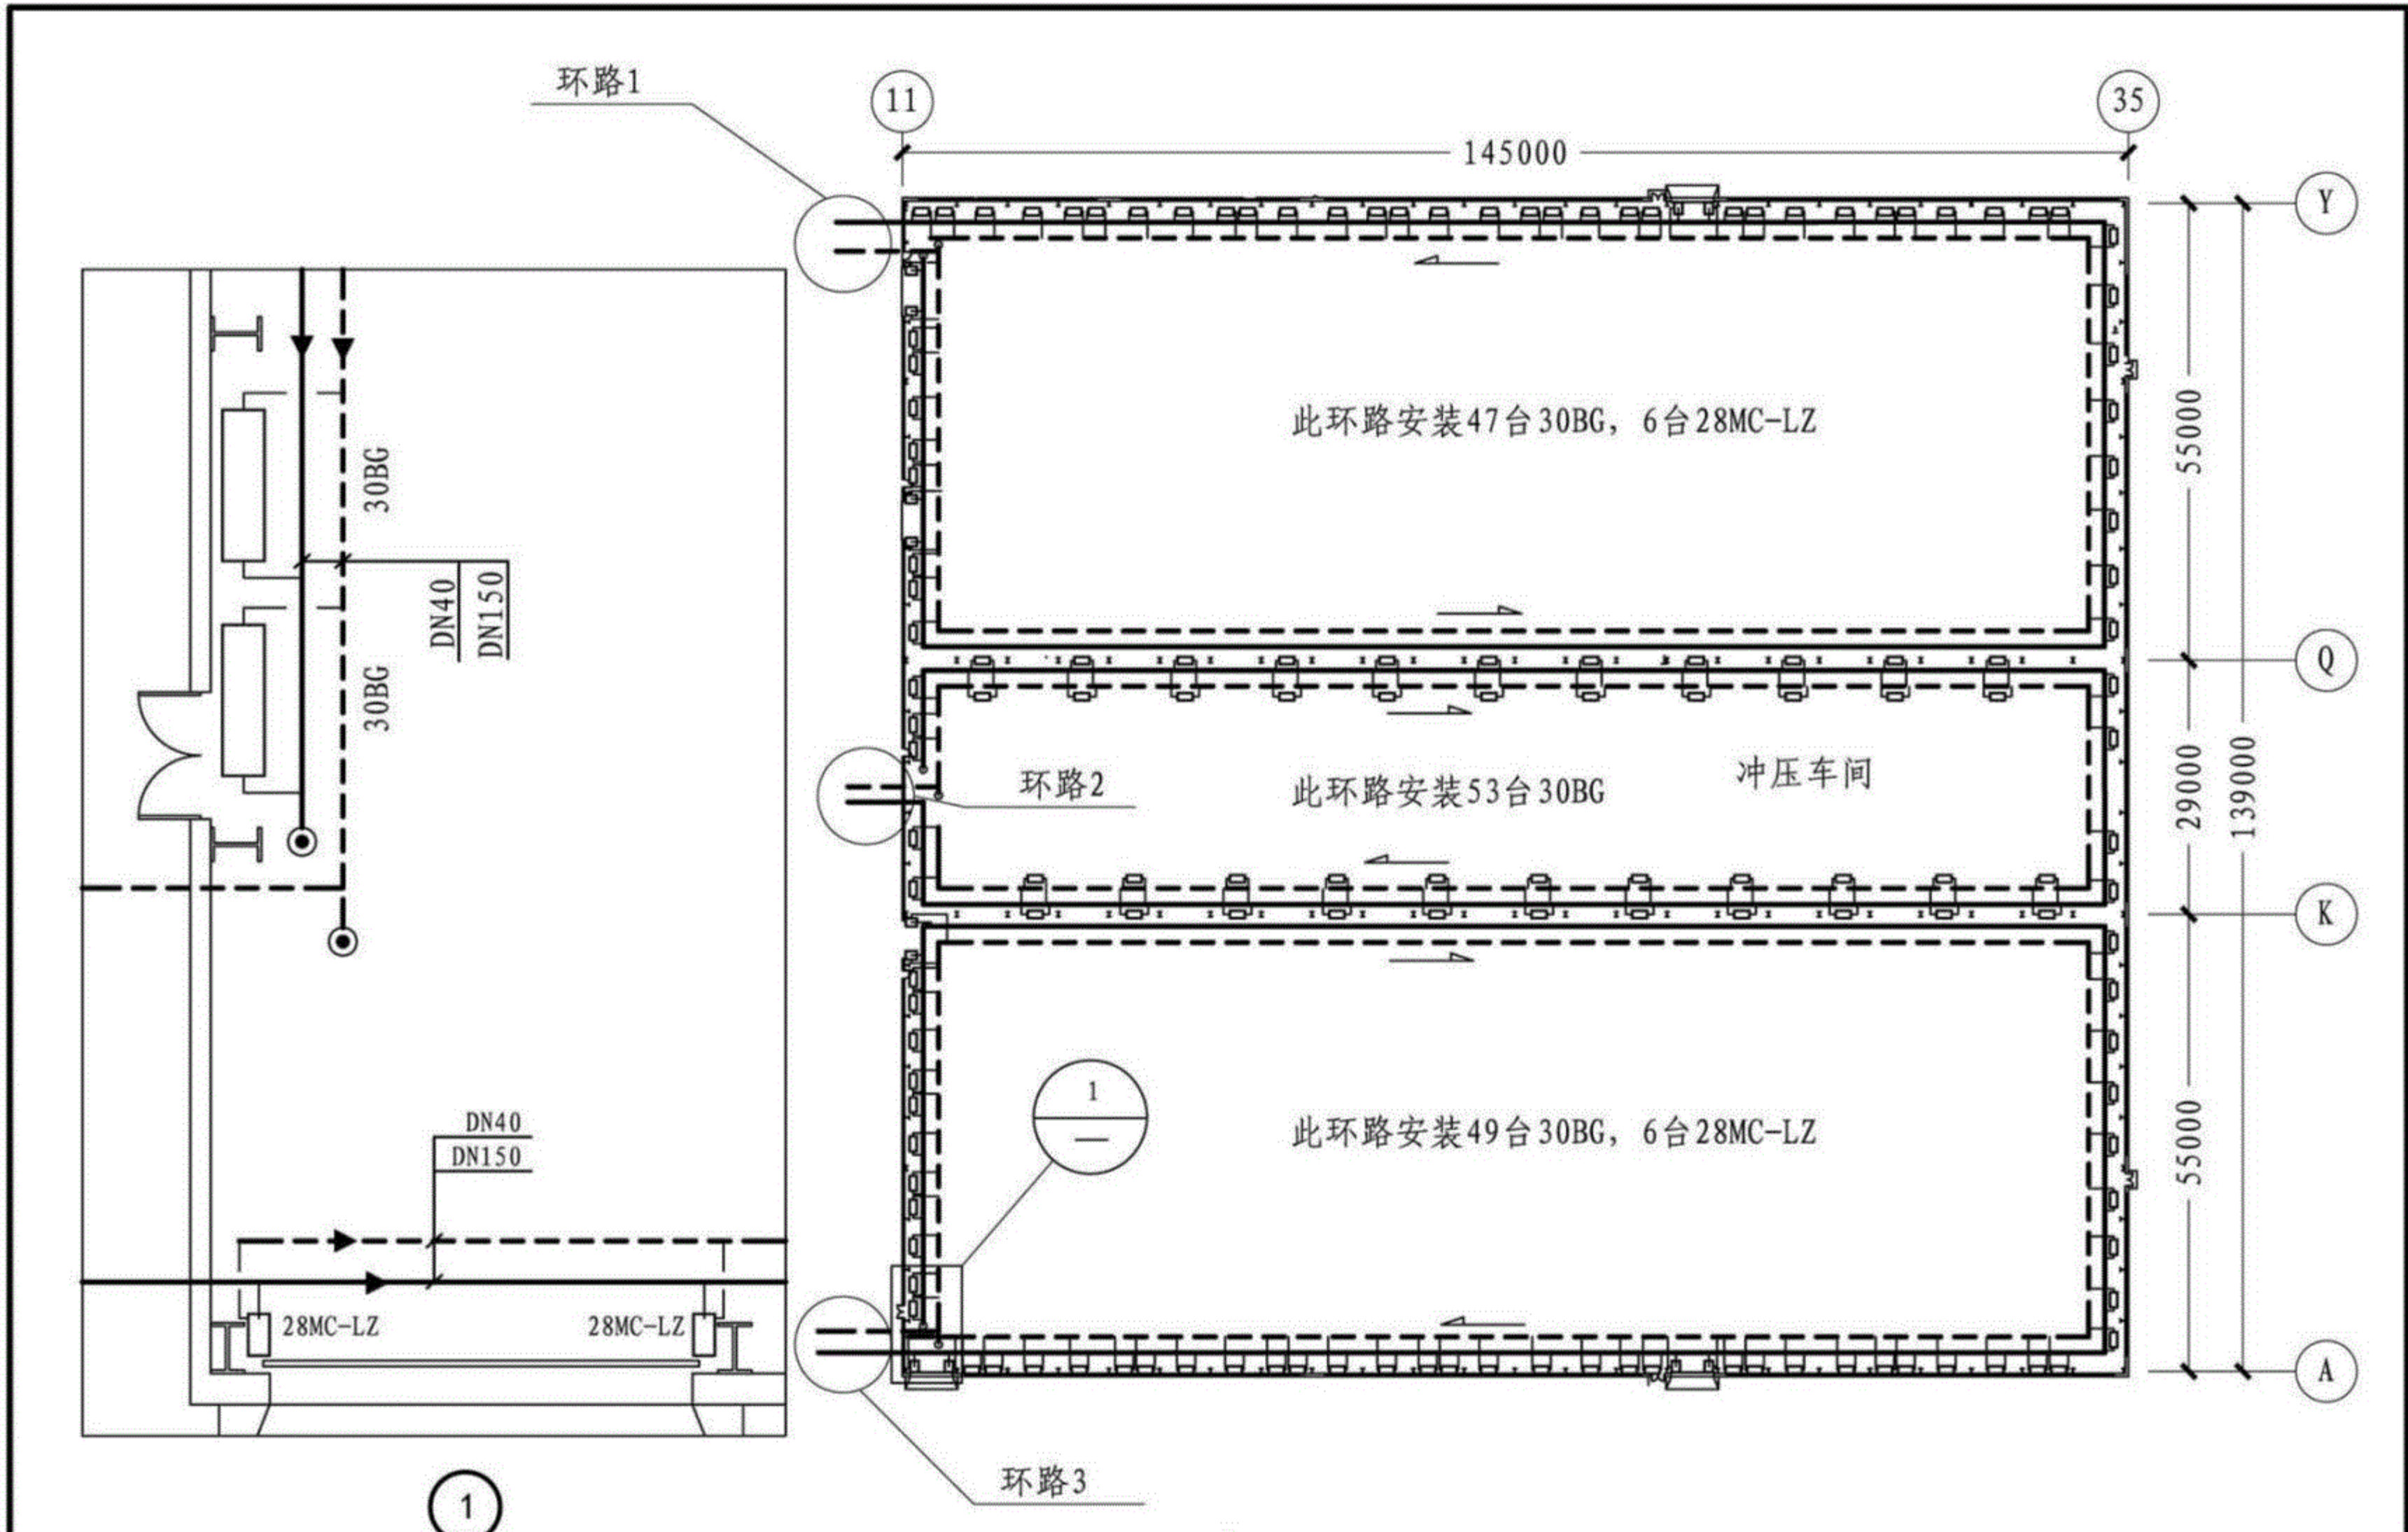 环路1
11
35
145000
Y
此环路安装47台30BG，6台28MC-LZ
55000
30BG
DN40
DN150
30BG
Q
环路2
此环路安装53台30BG
冲压车间
29000
139000
K
1
此环路安装49台30BG，6台28MC-LZ
55000
DN40
DN150
28MC-LZ
28MC-LZ
A
环路3
1